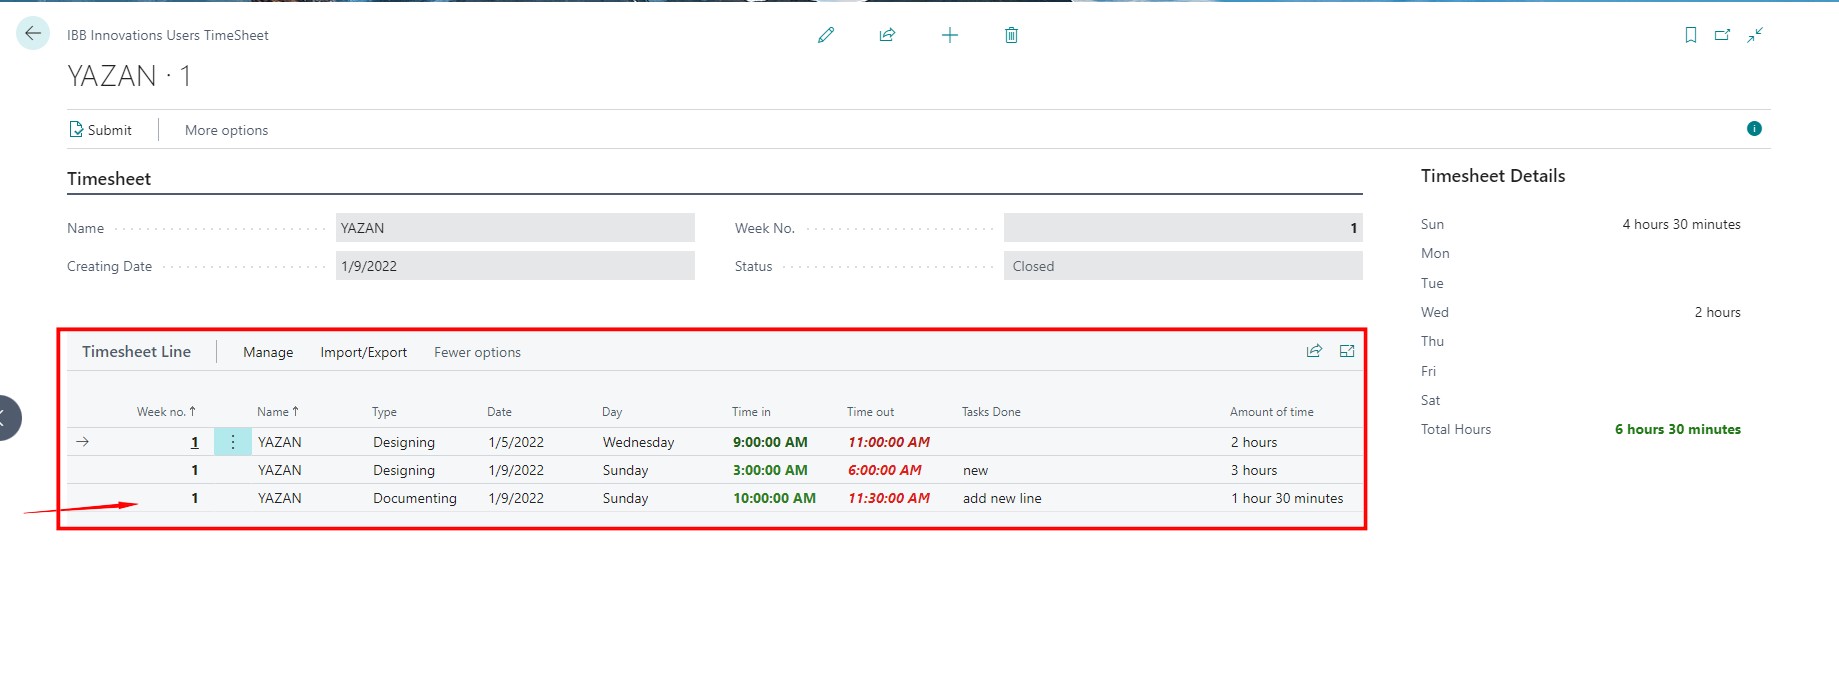 IBB Innovations Users TimeSheet
YAZAN · 1
Submit More options
Timesheet
Name YAZAN Week No. 1
Creating Date 1/9/2022 Status Closed
Timesheet Line Manage Import/Export Fewer options
Week no. ↑ Name ↑ Type Date Day Time in Time out Tasks Done Amount of time
1 YAZAN Designing 1/5/2022 Wednesday 9:00:00 AM 11:00:00 AM 2 hours
1 YAZAN Designing 1/9/2022 Sunday 3:00:00 AM 6:00:00 AM new 3 hours
1 YAZAN Documenting 1/9/2022 Sunday 10:00:00 AM 11:30:00 AM add new line 1 hour 30 minutes
Timesheet Details
Sun 4 hours 30 minutes
Mon
Tue
Wed 2 hours
Thu
Fri
Sat
Total Hours 6 hours 30 minutes